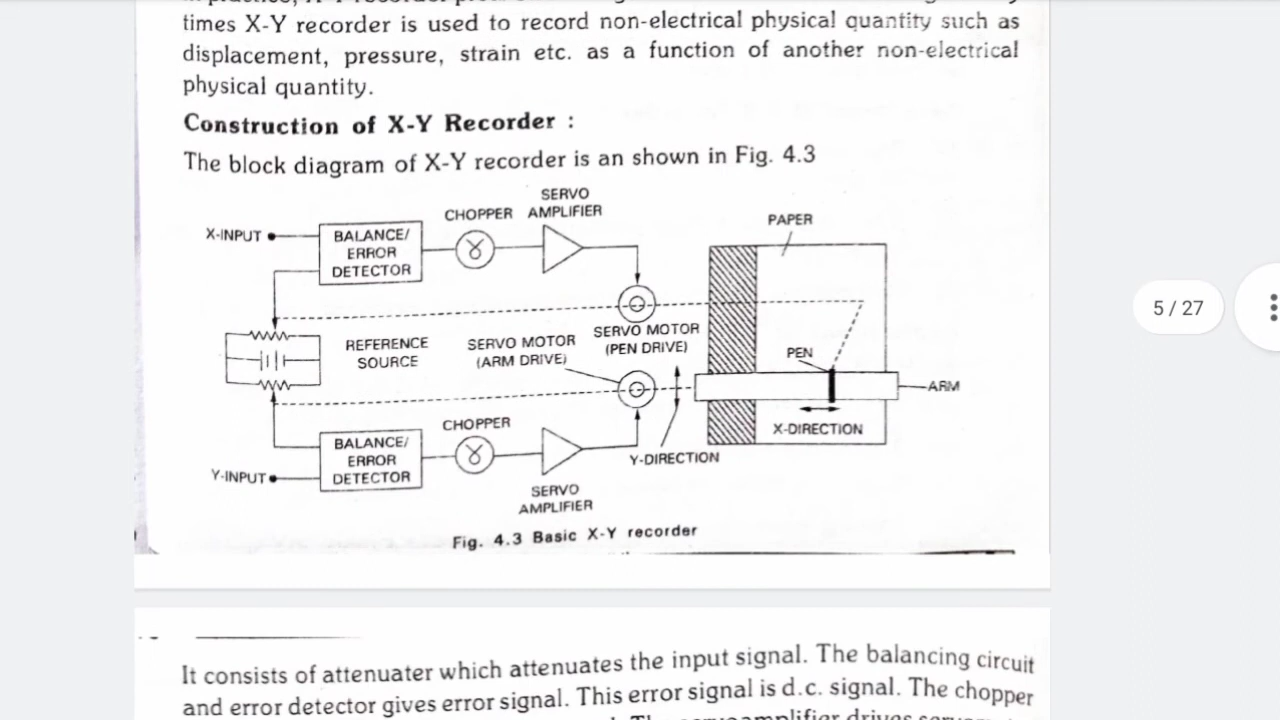 times X-Y recorder is used to record non-electrical physical quantity such as
displacement, pressure, strain etc. as a function of another non-electrical
physical quantity.
Construction of X-Y Recorder :
The block diagram of X-Y recorder is an shown in Fig. 4.3
SERVO
CHOPPER AMPLIFIER
PAPER
X-INPUT
BALANCE/
ERROR
DETECTOR
REFERENCE
SOURCE
SERVO MOTOR
(ARM DRIVE)
SERVO MOTOR
(PEN DRIVE)
PEN
ARM
X-DIRECTION
CHOPPER
BALANCE/
ERROR
DETECTOR
Y-INPUT
Y-DIRECTION
SERVO
AMPLIFIER
Fig. 4.3 Basic X-Y recorder
5 / 27
It consists of attenuater which attenuates the input signal. The balancing circuit
and error detector gives error signal. This error signal is d.c. signal. The chopper